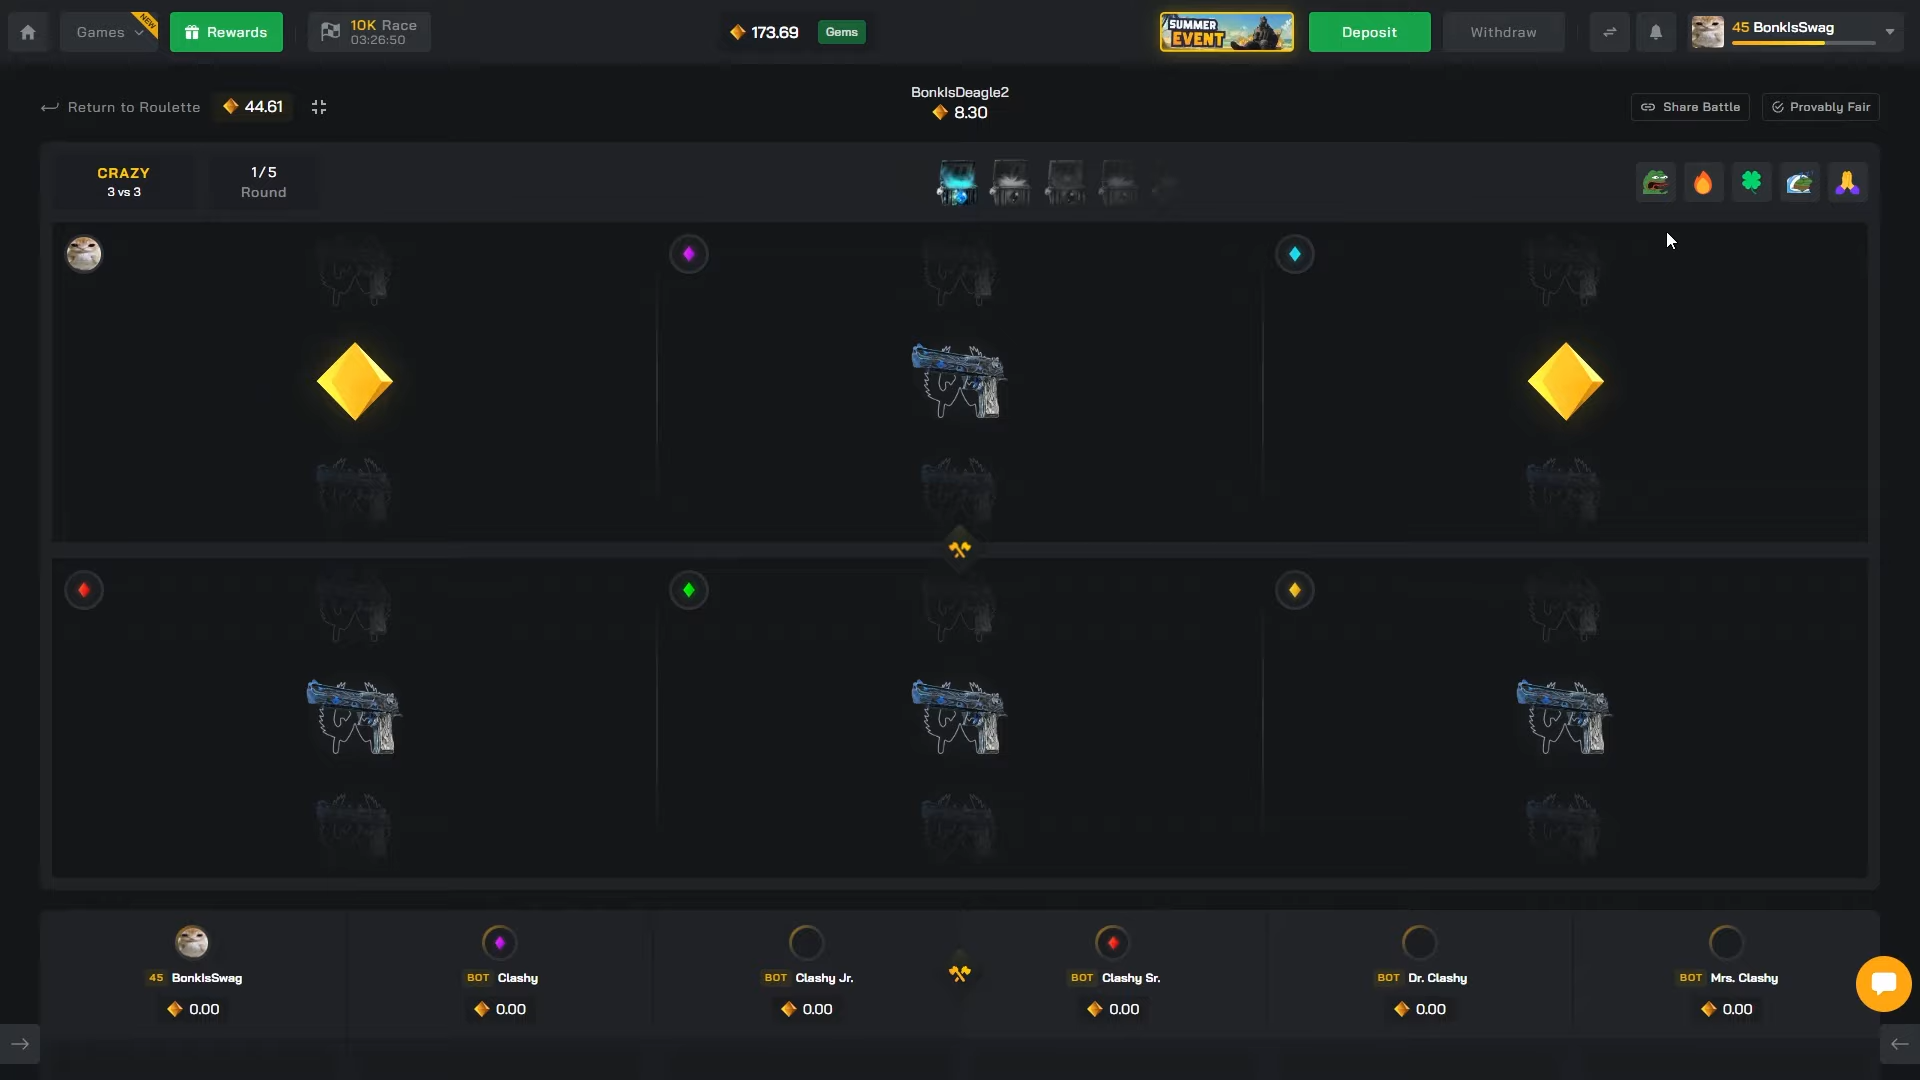 Games
NEW
Rewards
10K Race
03:26:50
173.69
Gems
SUMMER
EVENT
Deposit
Withdraw
45 BonkIsSwag
Return to Roulette
44.61
BonkIsDeagle2
8.30
Share Battle
Provably Fair
CRAZY
3 vs 3
1/5
Round
45 BonkIsSwag
0.00
BOT Clashy
0.00
BOT Clashy Jr.
0.00
BOT Clashy Sr.
0.00
BOT Dr. Clashy
0.00
BOT Mrs. Clashy
0.00